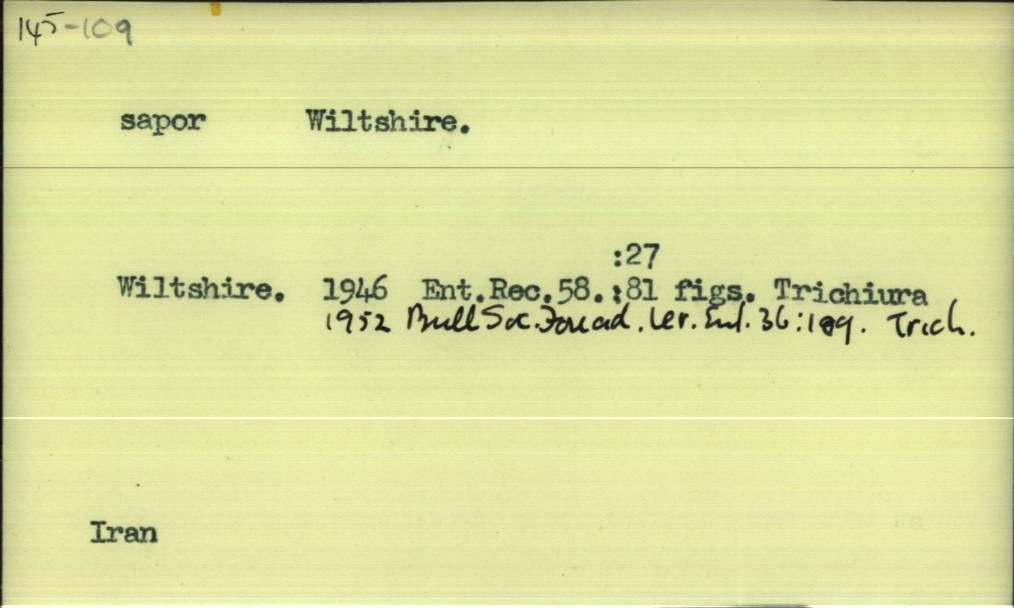 145-109
sapor Wiltshire.
:27
Wiltshire. 1946 Ent.Rec.58.:81 figs. Trichiura
1952 Bull Soc. Fouad. Ier. Ent. 36:189. Trich.
Iran